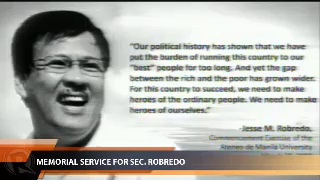 "Our political history has shown that we have
put the burden of running this country to our
"best" people for too long. And yet the gap
between the rich and the poor has grown wider.
For this country to succeed, we need to make
heroes of the ordinary people. We need to make
heroes of ourselves."
-Jesse M. Robredo,
Commencement Exercise of the
Ateneo de Manila University
MEMORIAL SERVICE FOR SEC. ROBREDO